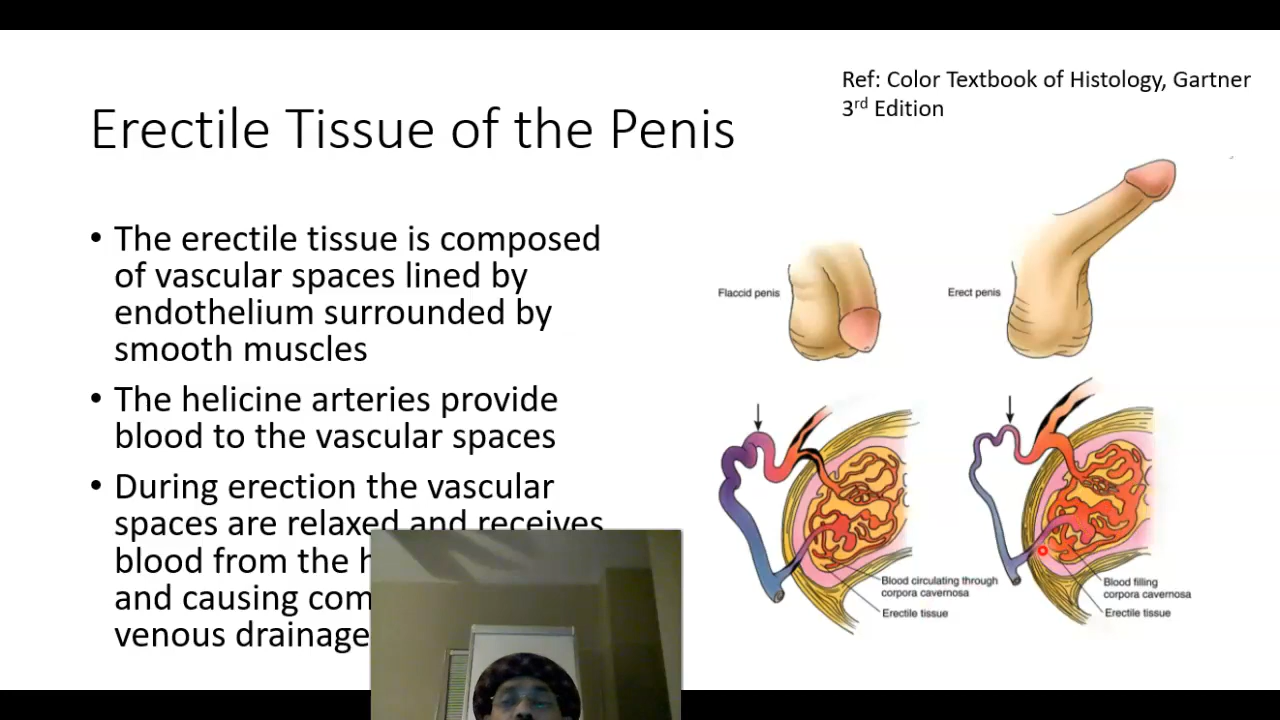 Ref: Color Textbook of Histology, Gartner
3rd Edition
Erectile Tissue of the Penis
• The erectile tissue is composed
of vascular spaces lined by
endothelium surrounded by
smooth muscles
• The helicine arteries provide
blood to the vascular spaces
• During erection the vascular
spaces are relaxed and receives
blood from the h
and causing com
venous drainage
Flaccid penis
Erect penis
Blood circulating through
corpora cavernosa
Erectile tissue
Blood filling
corpora cavernosa
Erectile tissue